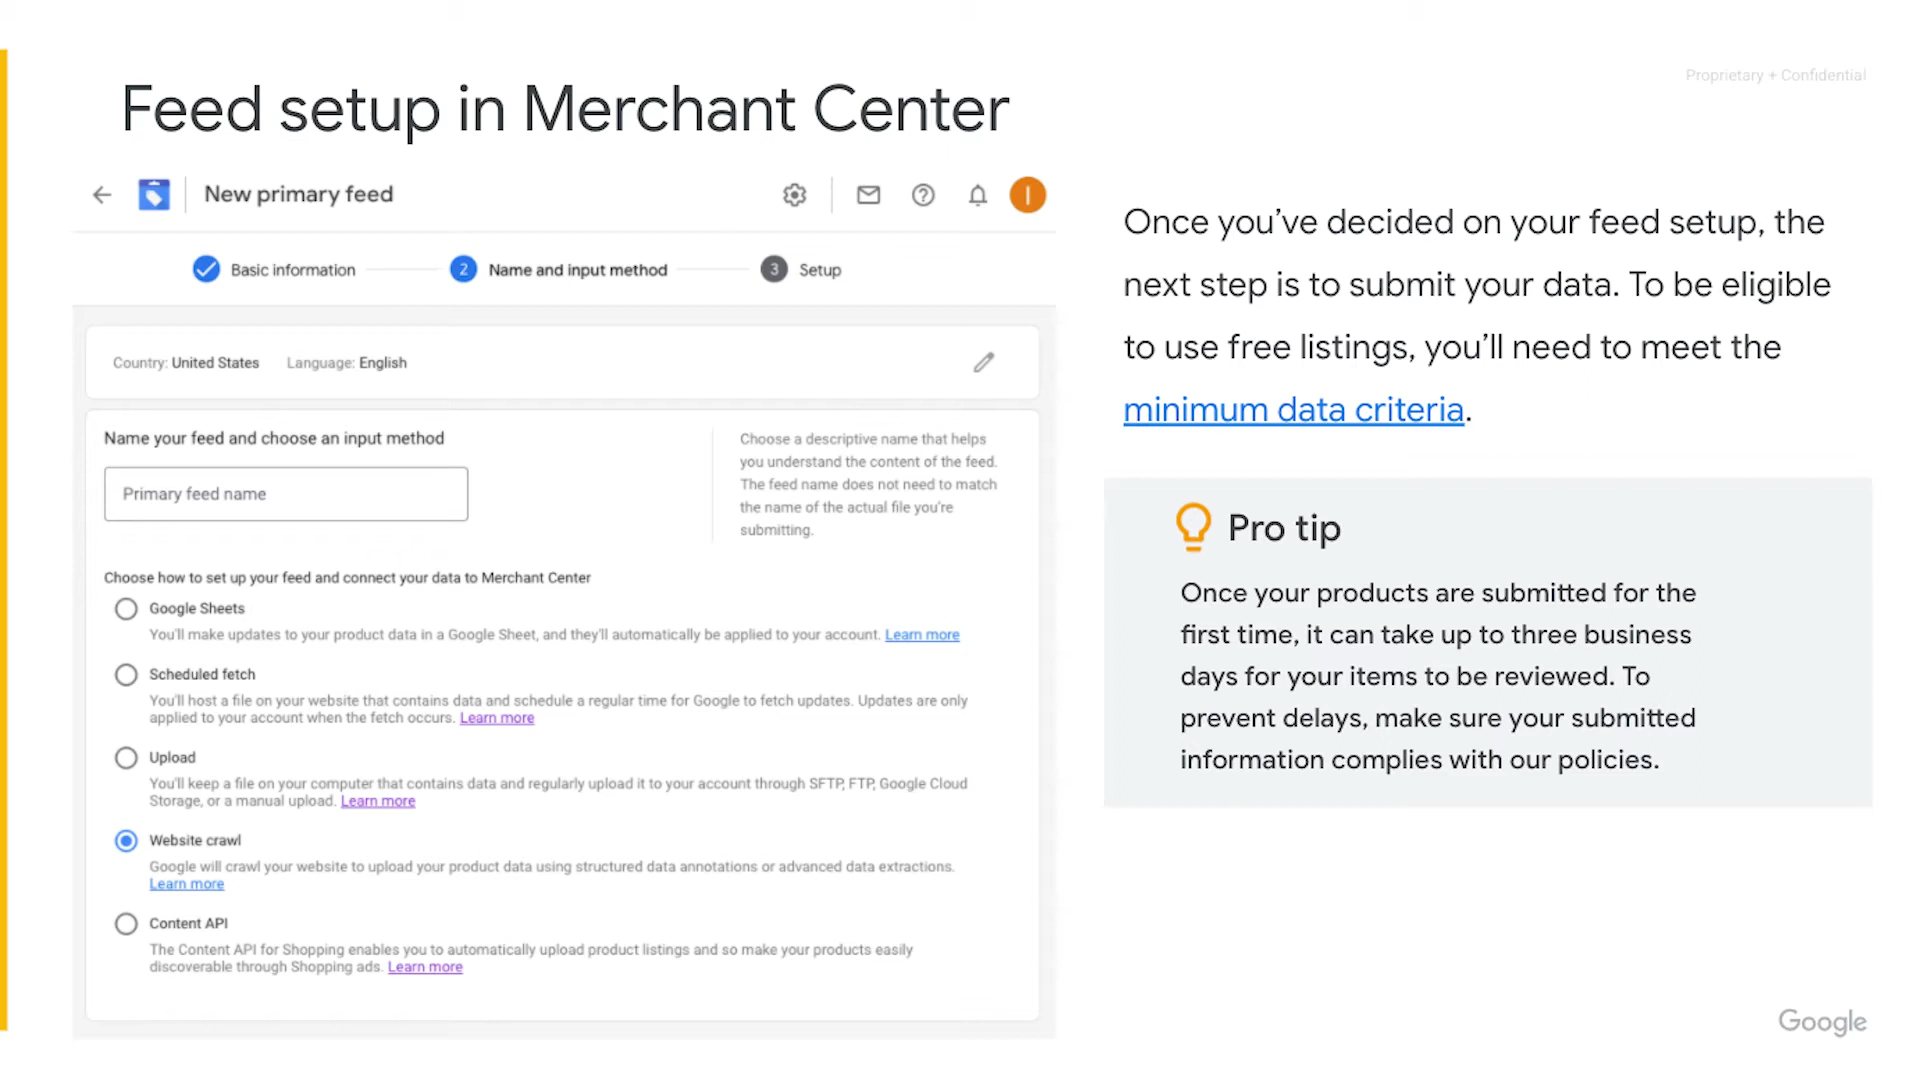 Proprietary + Confidential
Feed setup in Merchant Center
New primary feed
Basic information
2 Name and input method
3 Setup
Country: United States Language: English
Name your feed and choose an input method
Primary feed name
Choose a descriptive name that helps
you understand the content of the feed.
The feed name does not need to match
the name of the actual file you're
submitting.
Choose how to set up your feed and connect your data to Merchant Center
Google Sheets
You'll make updates to your product data in a Google Sheet, and they'll automatically be applied to your account. Learn more
Scheduled fetch
You'll host a file on your website that contains data and schedule a regular time for Google to fetch updates. Updates are only
applied to your account when the fetch occurs. Learn more
Upload
You'll keep a file on your computer that contains data and regularly upload it to your account through SFTP, FTP, Google Cloud
Storage, or a manual upload. Learn more
Website crawl
Google will crawl your website to upload your product data using structured data annotations or advanced data extractions.
Learn more
Content API
The Content API for Shopping enables you to automatically upload product listings and so make your products easily
discoverable through Shopping ads. Learn more
Once you've decided on your feed setup, the
next step is to submit your data. To be eligible
to use free listings, you'll need to meet the
minimum data criteria.
Pro tip
Once your products are submitted for the
first time, it can take up to three business
days for your items to be reviewed. To
prevent delays, make sure your submitted
information complies with our policies.
Google